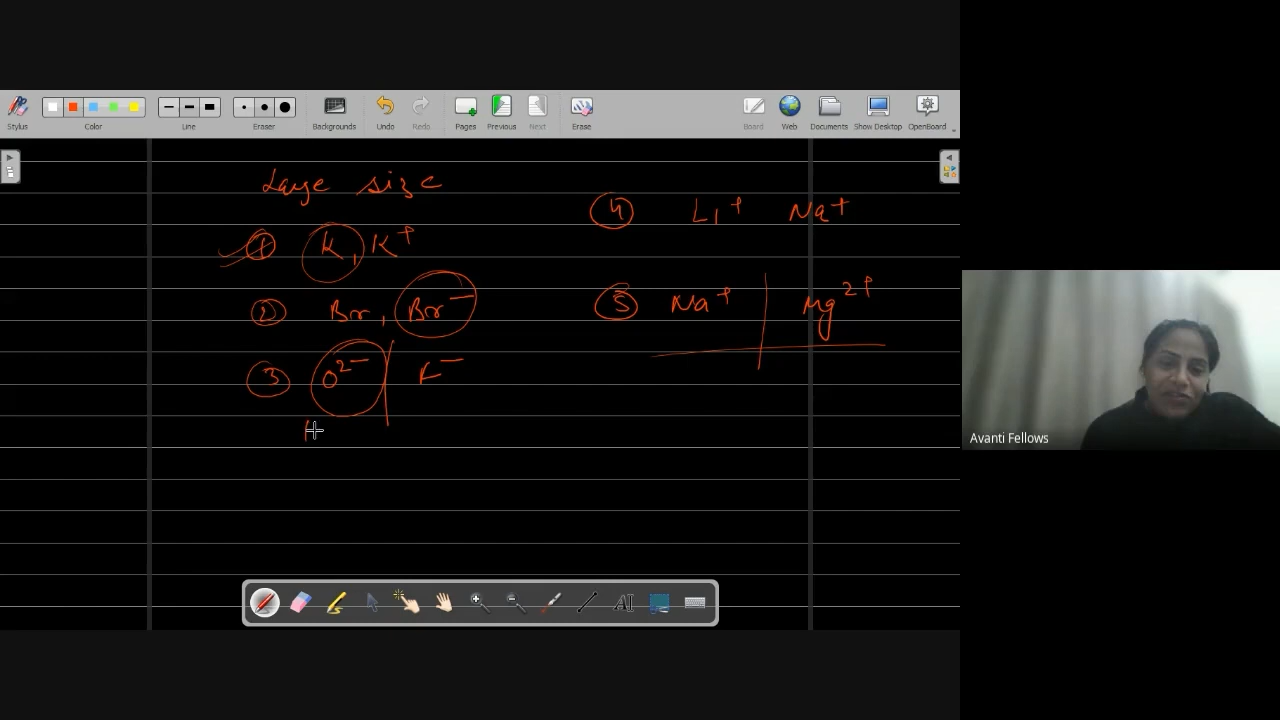 Stylus Color Line Eraser Backgrounds Undo Redo Pages Previous Next Erase Board Web Documents Show Desktop OpenBoard
Large size
① K, K+
② Br, Br−
③ O2− F−
④ Li+ Na+
⑤ Na+ Mg2+
AI
Avanti Fellows